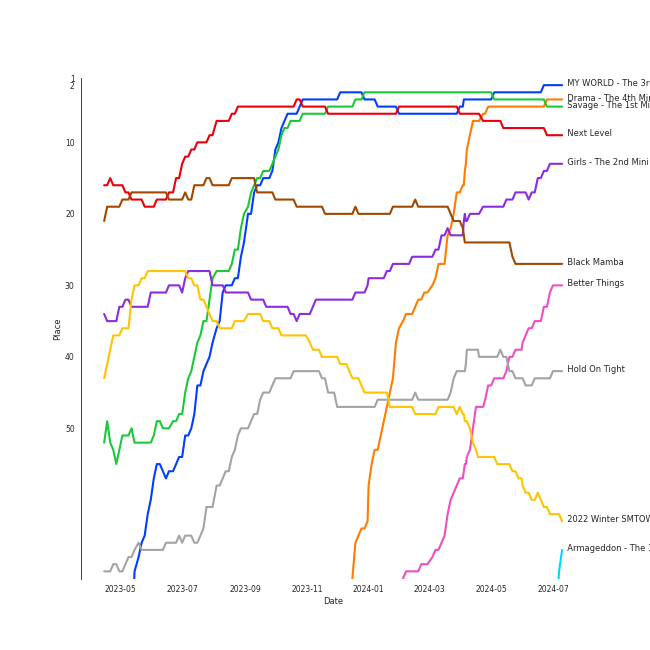 1
2
10
20
30
40
50
Place
MY WORLD - The 3r
Drama - The 4th Min
Savage - The 1st Mi
Next Level
Girls - The 2nd Mini
Black Mamba
Better Things
Hold On Tight
2022 Winter SMTOW
Armageddon - The 1
2023-05 2023-07 2023-09 2023-11 2024-01 2024-03 2024-05 2024-07
Date